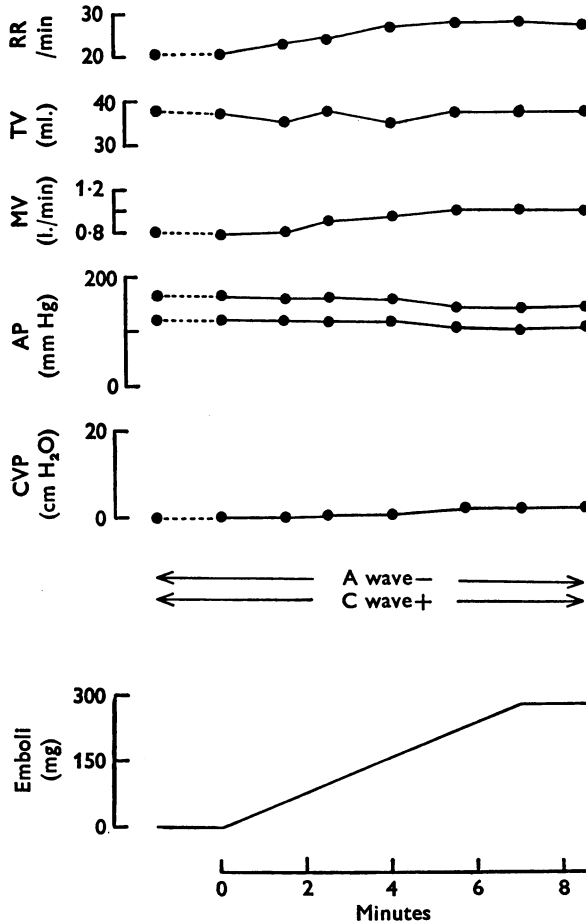 RR
/min
30
20
TV
(ml.)
40
30
MV
(l./min)
1·2
0·8
AP
(mm Hg)
200
0
CVP
(cm H₂O)
20
0
A wave−
C wave+
Emboli
(mg)
300
150
0
0 2 4 6 8
Minutes